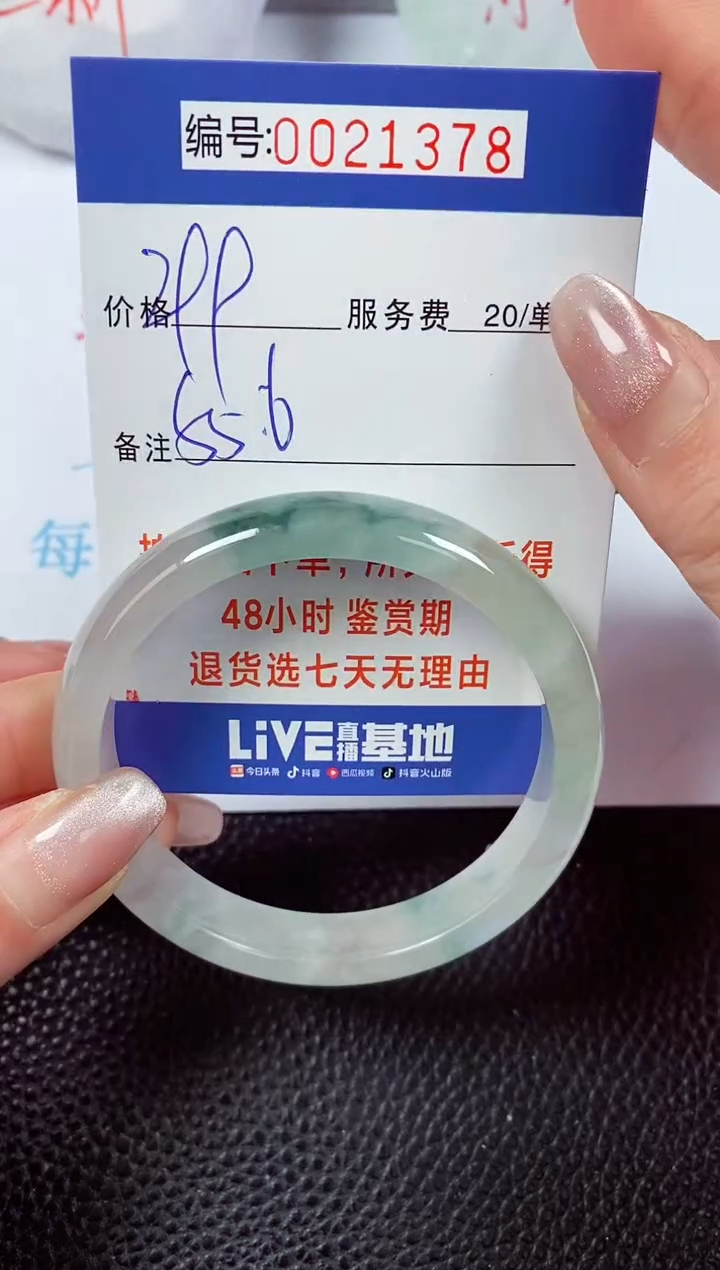 编号:0021378
价格 服务费 20/单
备注 55.6
每
得
48小时 鉴赏期
退货选七天无理由
LiVE直播基地
今日头条 抖音 西瓜视频 抖音火山版